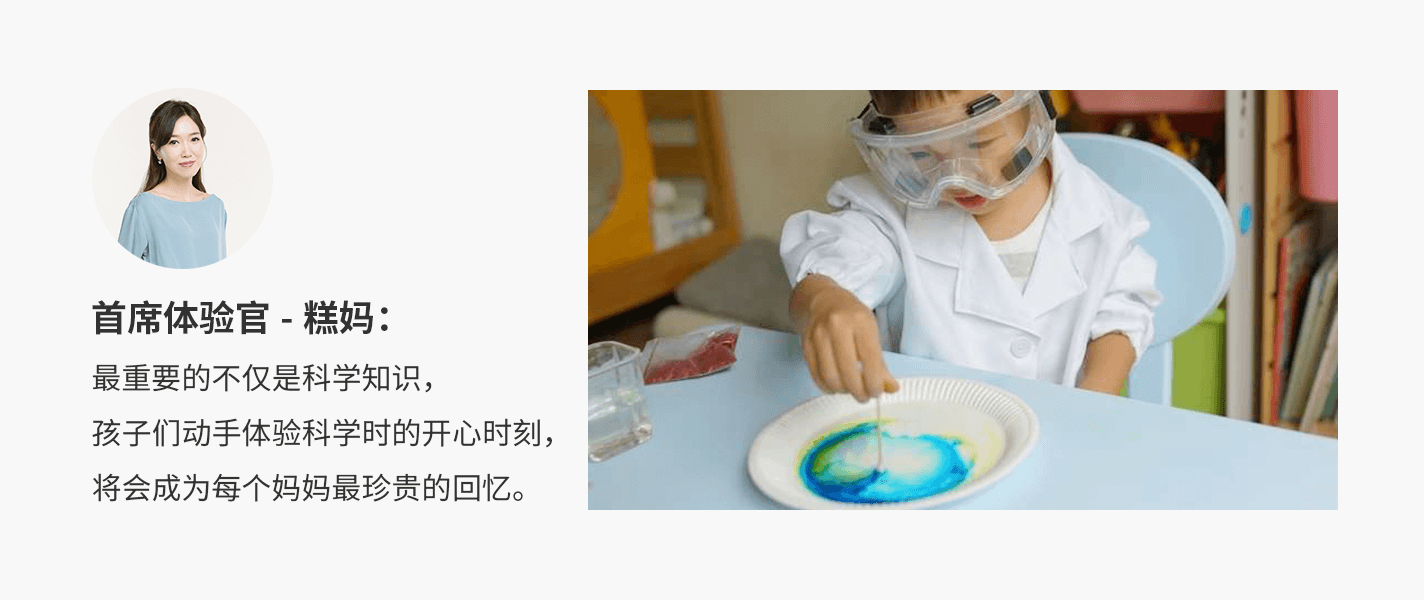 首席体验官 - 糕妈：
最重要的不仅是科学知识，
孩子们动手体验科学时的开心时刻，
将会成为每个妈妈最珍贵的回忆。